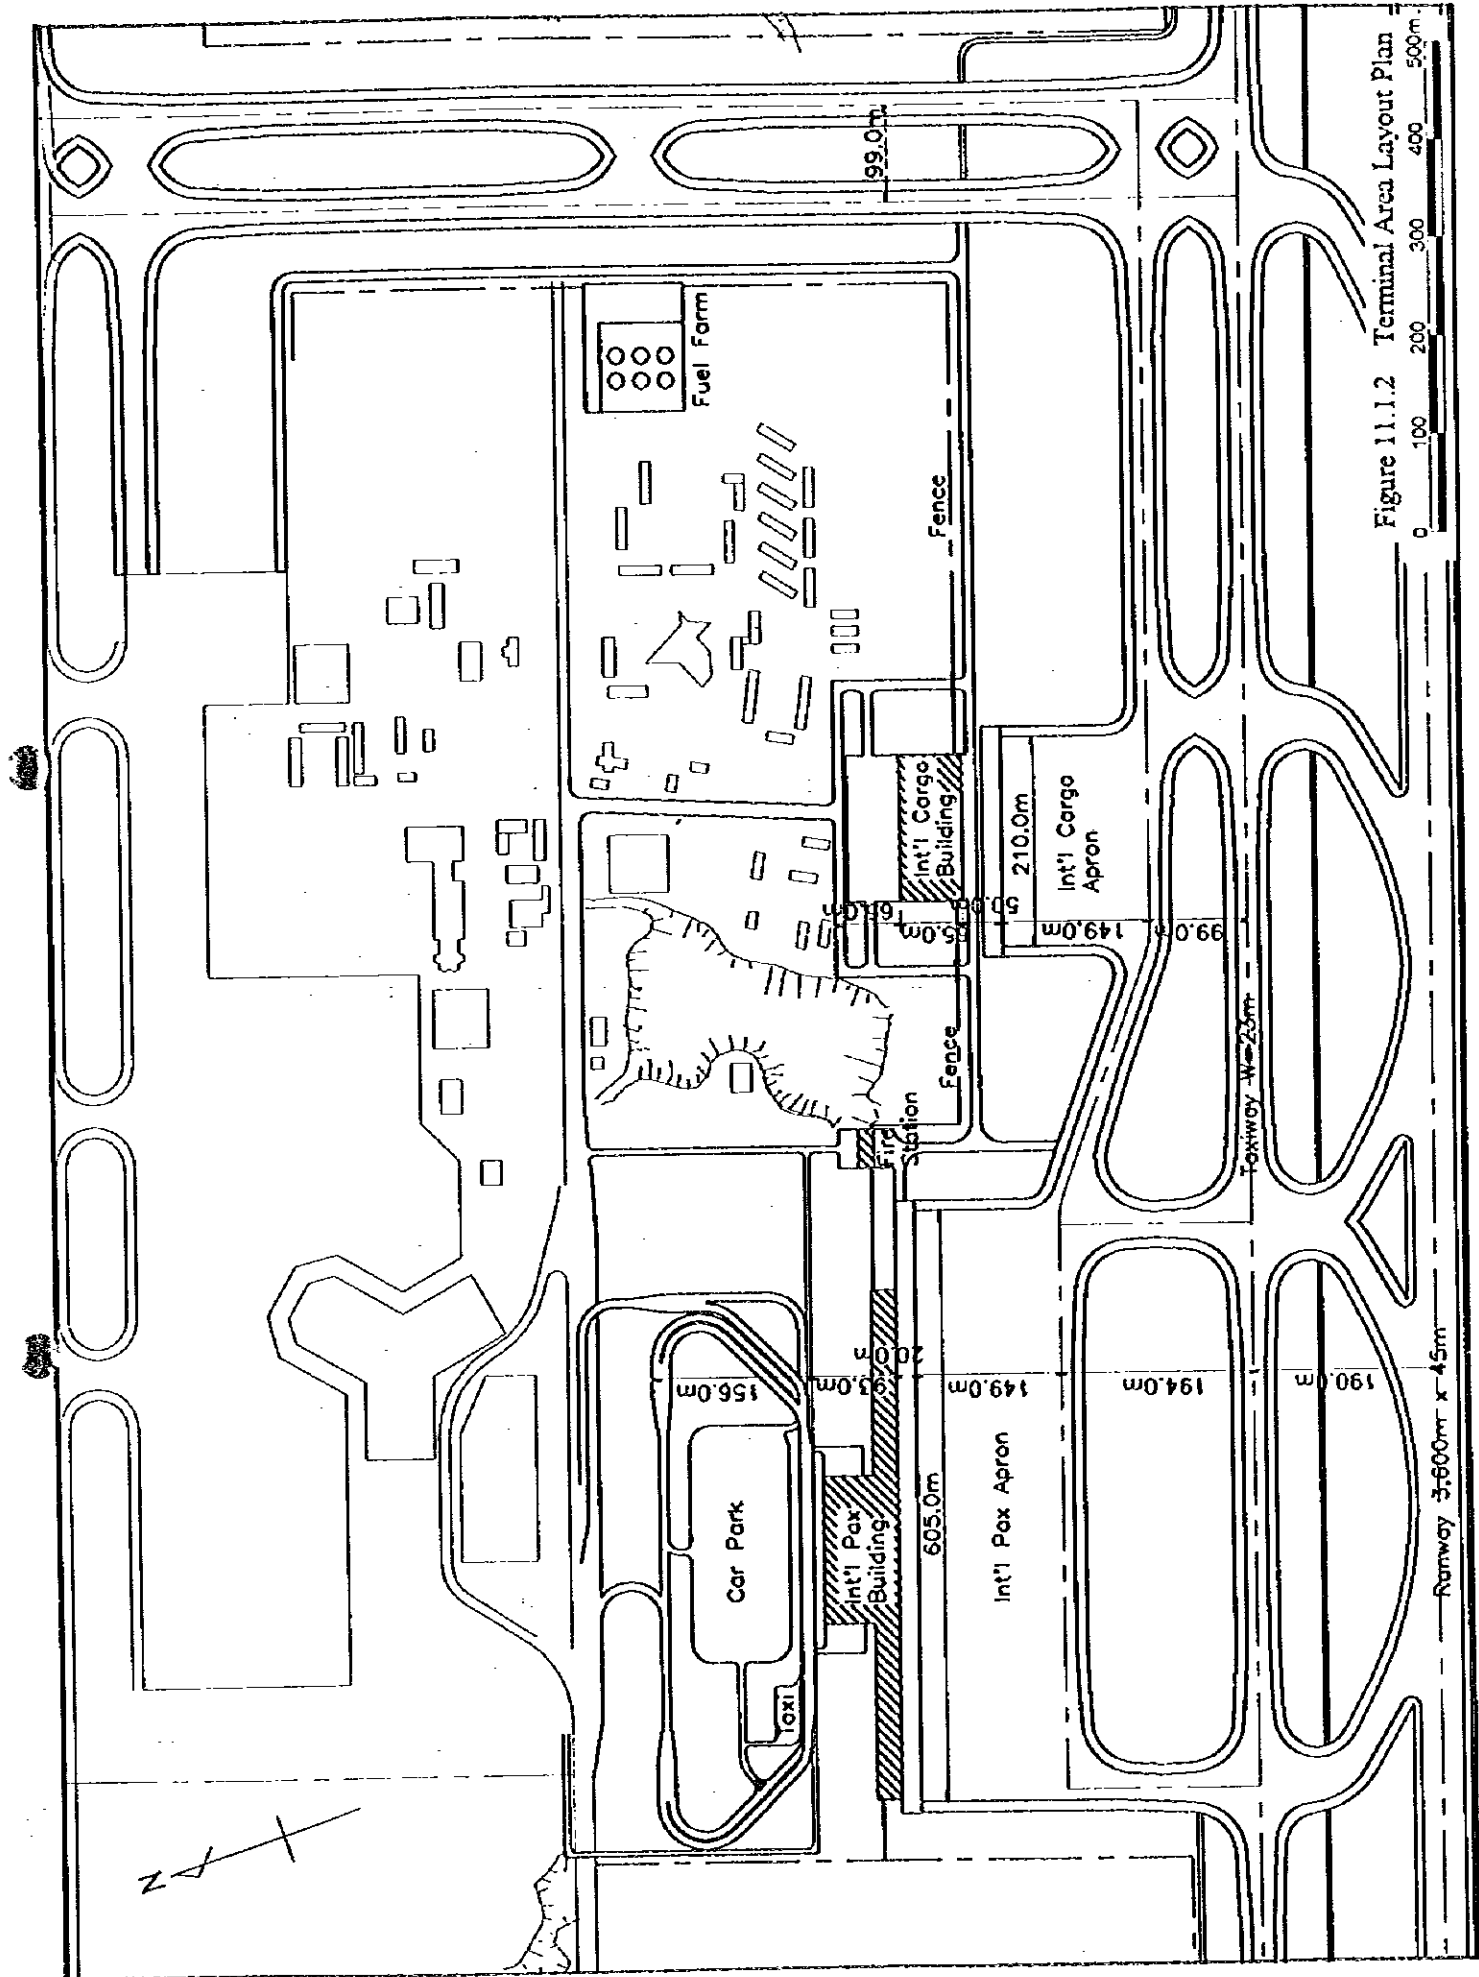 N
Car Park
Taxi
156.0m
Int'l Pax
Building
93.0m
20.0m
605.0m
Int'l Pax Apron
149.0m
194.0m
190.0m
Runway 3,600m x 45m
Fire
Station
Fence
Taxiway W=23m
Int'l Cargo
Building
65.0m
50.0m
210.0m
Int'l Cargo
Apron
149.0m
99.0m
Fuel Farm
Fence
99.0m
Figure 11.1.2 Terminal Area Layout Plan
0 100 200 300 400 500m